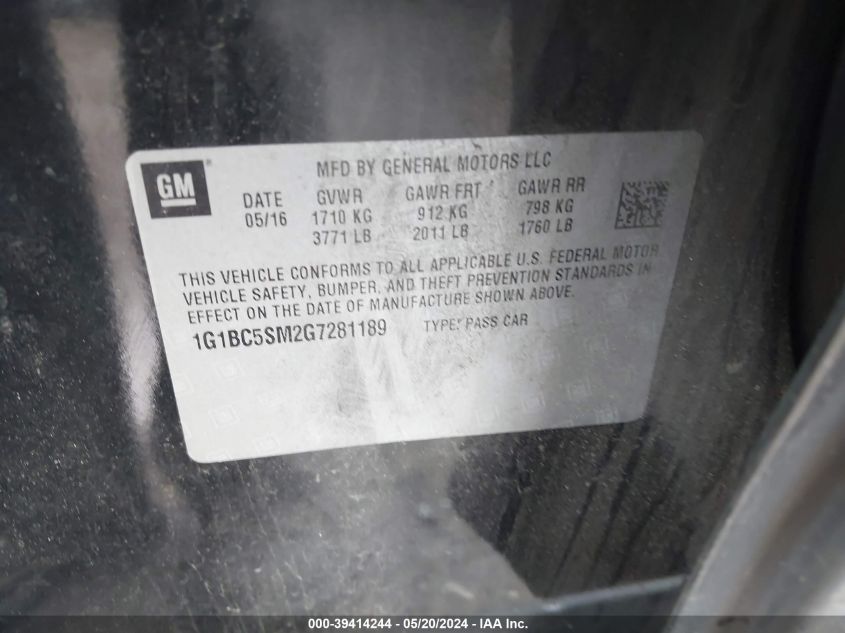 GM
MFD BY GENERAL MOTORS LLC
DATE GVWR GAWR FRT GAWR RR
05/16 1710 KG 912 KG 798 KG
3771 LB 2011 LB 1760 LB
THIS VEHICLE CONFORMS TO ALL APPLICABLE U.S. FEDERAL MOTOR
VEHICLE SAFETY, BUMPER, AND THEFT PREVENTION STANDARDS IN
EFFECT ON THE DATE OF MANUFACTURE SHOWN ABOVE.
1G1BC5SM2G7281189 TYPE: PASS CAR
000-39414244 - 05/20/2024 - IAA Inc.